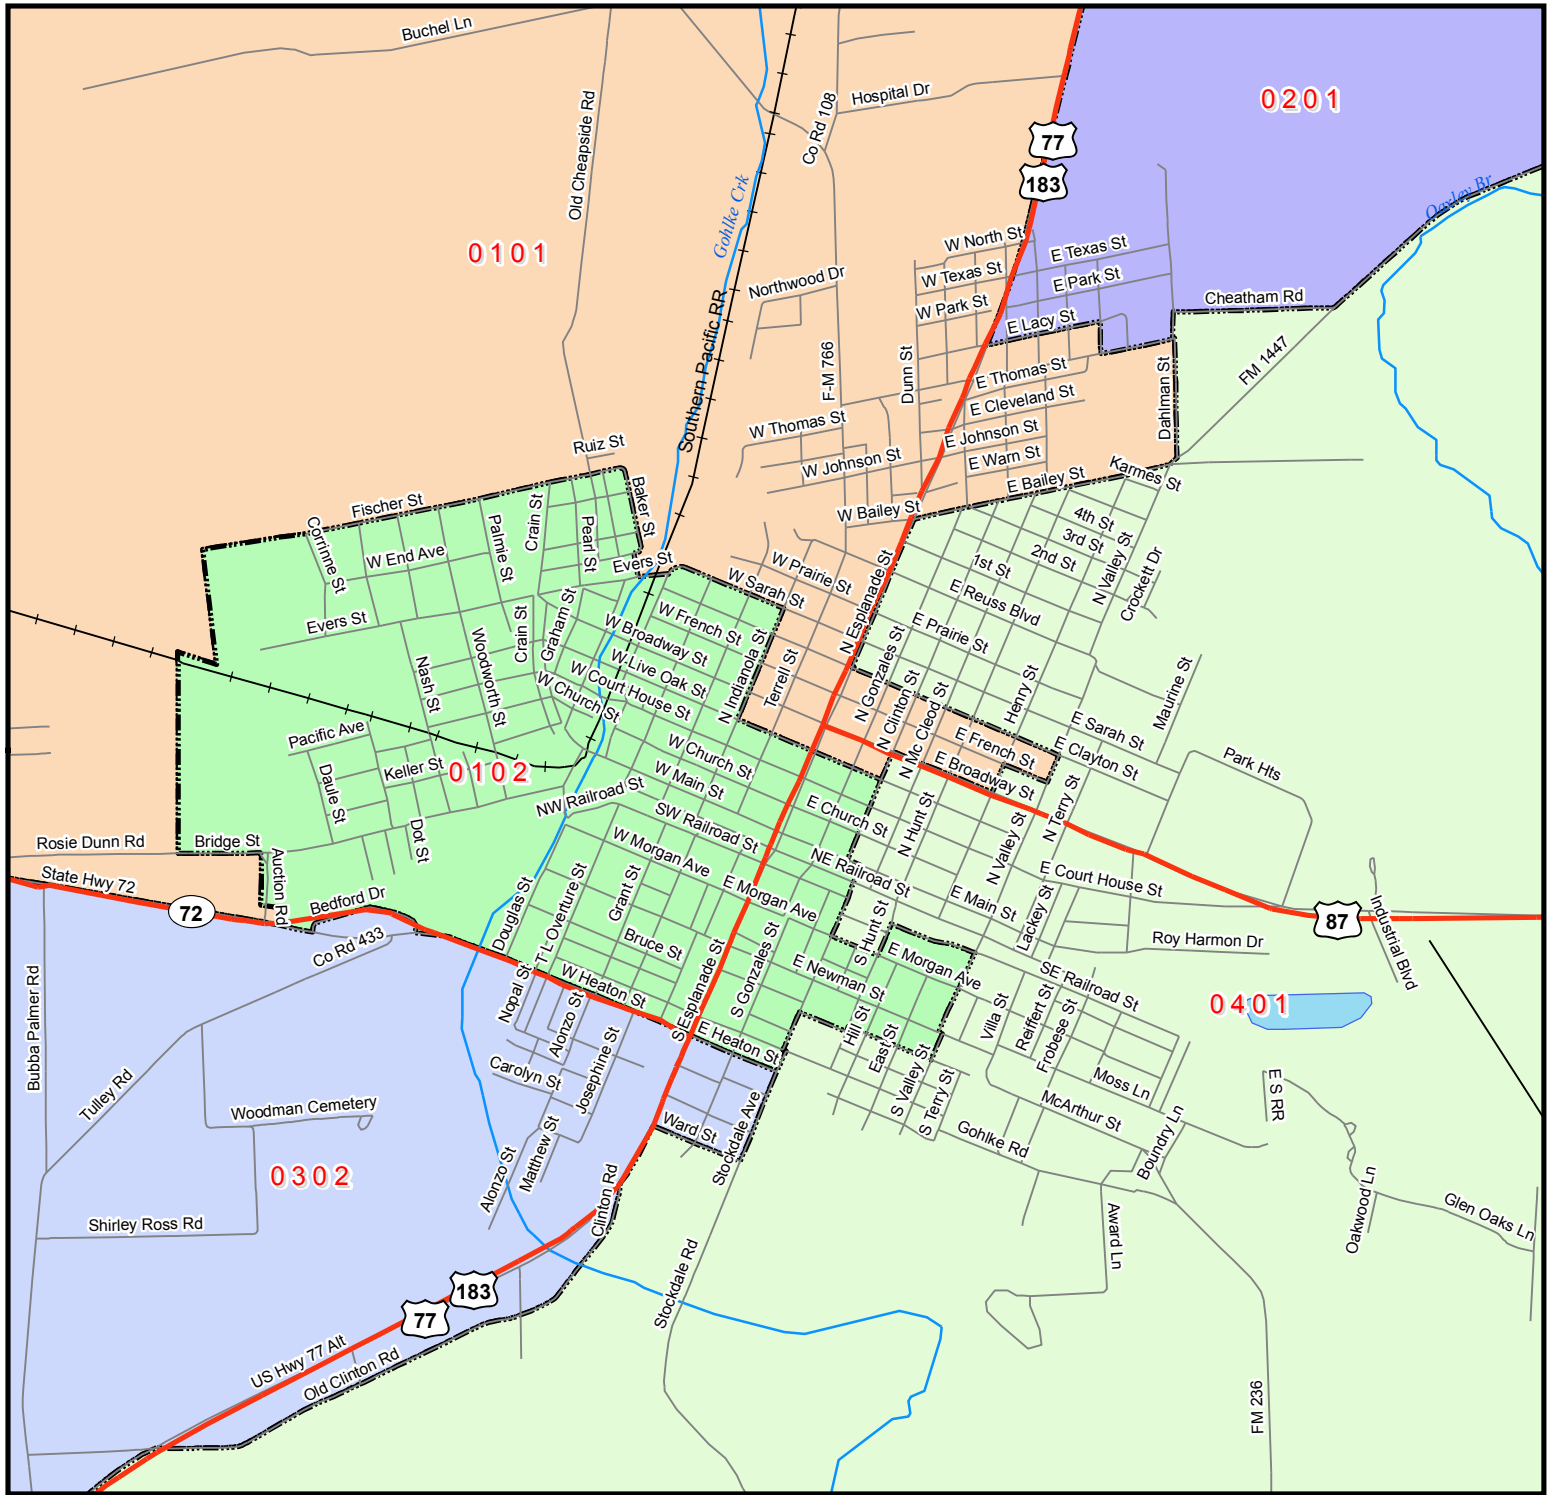 Buchel Ln
Old Cheapside Rd
Gohlke Crk
Co Rd 108
Hospital Dr
0201
77
183
Oaxley Br
0101
W North St
E Texas St
W Texas St
E Park St
W Park St
Northwood Dr
Southern Pacific RR
E Lacy St
Cheatham Rd
FM 1447
F-M 766
Dunn St
E Thomas St
Dahlman St
E Cleveland St
W Thomas St
E Johnson St
W Johnson St
E Warn St
Ruiz St
E Bailey St
Karmes St
W Bailey St
Fischer St
Baker St
Corrine St
W End Ave
Palmie St
Crain St
Pearl St
Evers St
4th St
3rd St
2nd St
1st St
N Valley St
Crockett Dr
W Prairie St
W Sarah St
N Esplanade St
E Reuss Blvd
E Prairie St
Evers St
Crain St
Graham St
W French St
W Broadway St
W Live Oak St
W Court House St
W Church St
N Indianola St
Terrell St
N Gonzales St
N Clinton St
N Mc Cleod St
Henry St
Maurine St
Nash St
Woodworth St
E Sarah St
E Clayton St
E French St
E Broadway St
Park Hts
Pacific Ave
Keller St
Daule St
0102
W Church St
W Main St
NW Railroad St
SW Railroad St
E Church St
N Hunt St
N Valley St
N Terry St
Rosie Dunn Rd
Bridge St
Dot St
W Morgan Ave
NE Railroad St
E Court House St
State Hwy 72
72
Auction Rd
Bedford Dr
Douglas St
T L Overture St
Grant St
E Morgan Ave
E Main St
Lackey St
87
Industrial Blvd
Co Rd 433
Bruce St
S Hunt St
Roy Harmon Dr
E Morgan Ave
E Newman St
SE Railroad St
Nopal St
W Heaton St
S Esplanade St
S Gonzales St
0401
Bubba Palmer Rd
Alonzo St
Josephine St
E Heaton St
Hill St
East St
Villa St
Reiffert St
Frobese St
Tulley Rd
Carolyn St
S Valley St
S Terry St
Moss Ln
E S RR
Woodman Cemetery
Matthew St
Ward St
Stockdale Ave
McArthur St
Gohlke Rd
Boundry Ln
0302
Alonzo St
Clinton Rd
Shirley Ross Rd
Award Ln
Oakwood Ln
Glen Oaks Ln
183
77
Stockdale Rd
US Hwy 77 Alt
Old Clinton Rd
FM 236